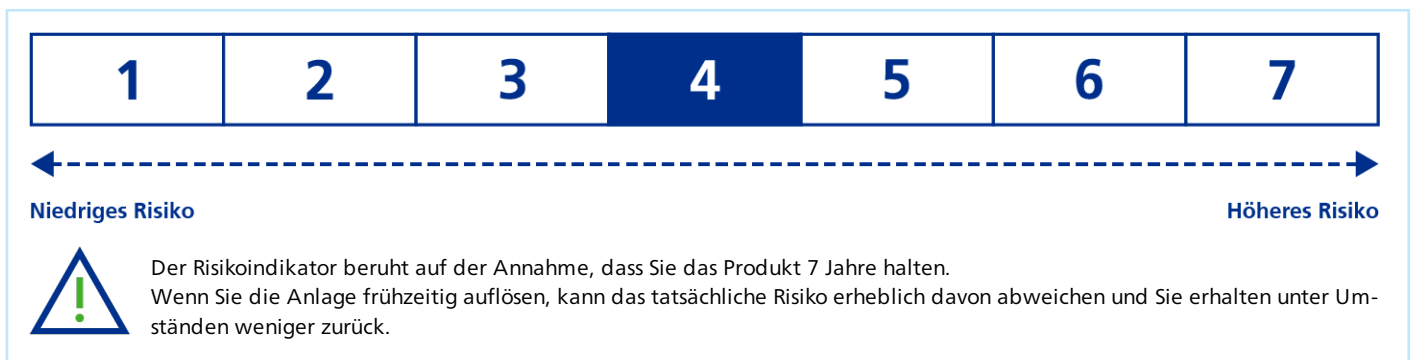 1 2 3 4 5 6 7
Niedriges Risiko Höheres Risiko
Der Risikoindikator beruht auf der Annahme, dass Sie das Produkt 7 Jahre halten.
Wenn Sie die Anlage frühzeitig auflösen, kann das tatsächliche Risiko erheblich davon abweichen und Sie erhalten unter Um-
ständen weniger zurück.